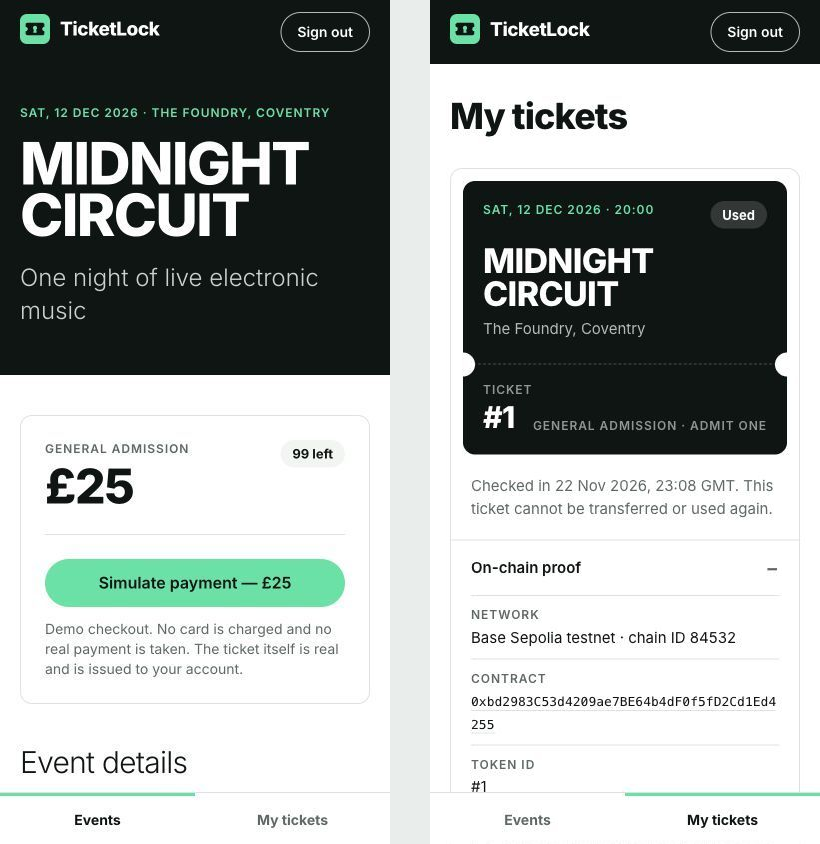 TicketLock
Sign out
SAT, 12 DEC 2026 · THE FOUNDRY, COVENTRY
MIDNIGHT
CIRCUIT
One night of live electronic
music
GENERAL ADMISSION
99 left
£25
Simulate payment — £25
Demo checkout. No card is charged and no
real payment is taken. The ticket itself is real
and is issued to your account.
Event details
Events
My tickets
TicketLock
Sign out
My tickets
SAT, 12 DEC 2026 · 20:00
Used
MIDNIGHT
CIRCUIT
The Foundry, Coventry
TICKET
#1
GENERAL ADMISSION · ADMIT ONE
Checked in 22 Nov 2026, 23:08 GMT. This
ticket cannot be transferred or used again.
On-chain proof
–
NETWORK
Base Sepolia testnet · chain ID 84532
CONTRACT
0xbd2983C53d4209ae7BE64b4dF0f5fD2Cd1Ed4
255
TOKEN ID
#1
Events
My tickets